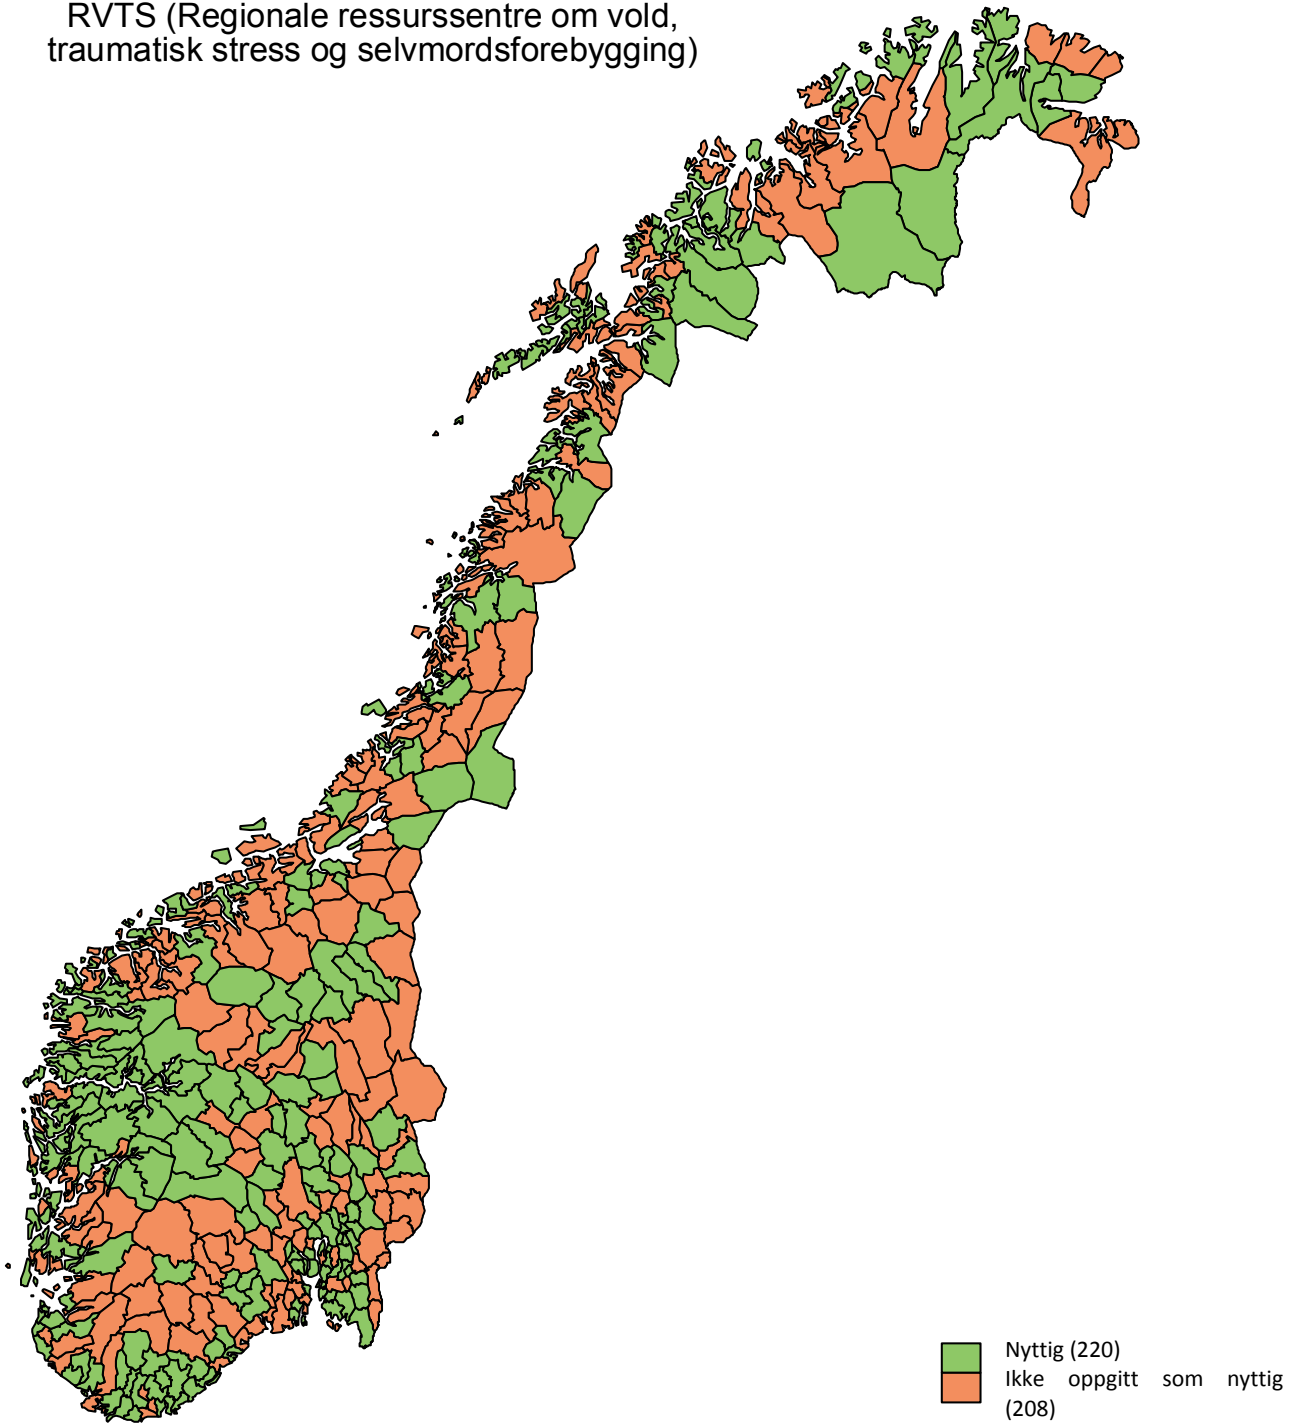 RVTS (Regionale ressurssentre om vold,
traumatisk stress og selvmordsforebygging)
Nyttig (220)
Ikke oppgitt som nyttig
(208)